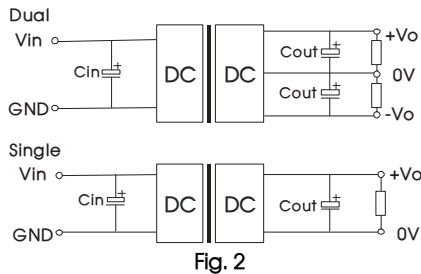 Dual
Vin
+Vo
Cout
+
Cin
+
DC
DC
0V
Cout
+
GND
-Vo
Single
Vin
+Vo
Cin
+
DC
DC
Cout
+
GND
0V
Fig. 2